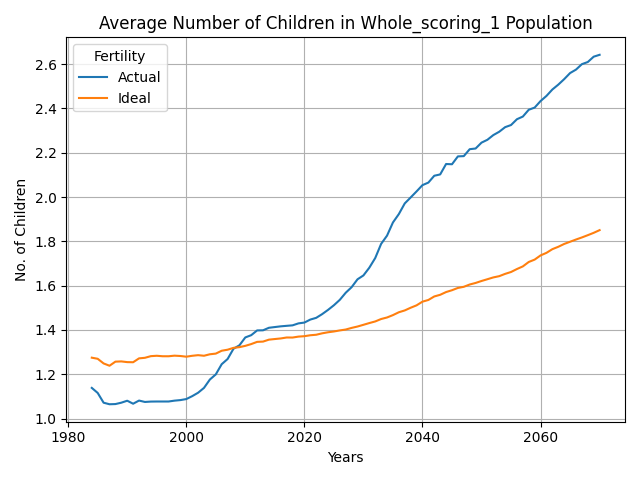 Average Number of Children in Whole_scoring_1 Population
Fertility
Actual
Ideal
No. of Children
2.6
2.4
2.2
2.0
1.8
1.6
1.4
1.2
1.0
1980
2000
2020
2040
2060
Years